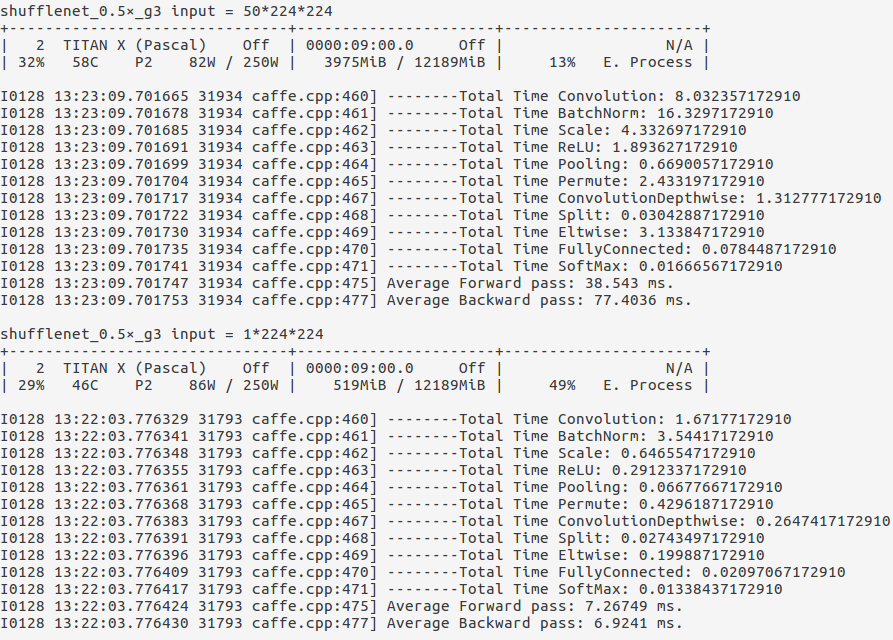 shufflenet_0.5×_g3 input = 50*224*224
+-------------------------------+----------------------+----------------------+
|   2  TITAN X (Pascal)    Off  | 0000:09:00.0     Off |                  N/A |
| 32%   58C    P2    82W / 250W |   3975MiB / 12189MiB |     13%   E. Process |
I0128 13:23:09.701665 31934 caffe.cpp:460] --------Total Time Convolution: 8.032357172910
I0128 13:23:09.701678 31934 caffe.cpp:461] --------Total Time BatchNorm: 16.3297172910
I0128 13:23:09.701685 31934 caffe.cpp:462] --------Total Time Scale: 4.332697172910
I0128 13:23:09.701691 31934 caffe.cpp:463] --------Total Time ReLU: 1.893627172910
I0128 13:23:09.701699 31934 caffe.cpp:464] --------Total Time Pooling: 0.6690057172910
I0128 13:23:09.701704 31934 caffe.cpp:465] --------Total Time Permute: 2.433197172910
I0128 13:23:09.701717 31934 caffe.cpp:467] --------Total Time ConvolutionDepthwise: 1.312777172910
I0128 13:23:09.701722 31934 caffe.cpp:468] --------Total Time Split: 0.03042887172910
I0128 13:23:09.701730 31934 caffe.cpp:469] --------Total Time Eltwise: 3.133847172910
I0128 13:23:09.701735 31934 caffe.cpp:470] --------Total Time FullyConnected: 0.0784487172910
I0128 13:23:09.701741 31934 caffe.cpp:471] --------Total Time SoftMax: 0.01666567172910
I0128 13:23:09.701747 31934 caffe.cpp:475] Average Forward pass: 38.543 ms.
I0128 13:23:09.701753 31934 caffe.cpp:477] Average Backward pass: 77.4036 ms.
shufflenet_0.5×_g3 input = 1*224*224
+-------------------------------+----------------------+----------------------+
|   2  TITAN X (Pascal)    Off  | 0000:09:00.0     Off |                  N/A |
| 29%   46C    P2    86W / 250W |    519MiB / 12189MiB |     49%   E. Process |
I0128 13:22:03.776329 31793 caffe.cpp:460] --------Total Time Convolution: 1.67177172910
I0128 13:22:03.776341 31793 caffe.cpp:461] --------Total Time BatchNorm: 3.54417172910
I0128 13:22:03.776348 31793 caffe.cpp:462] --------Total Time Scale: 0.6465547172910
I0128 13:22:03.776355 31793 caffe.cpp:463] --------Total Time ReLU: 0.2912337172910
I0128 13:22:03.776361 31793 caffe.cpp:464] --------Total Time Pooling: 0.06677667172910
I0128 13:22:03.776368 31793 caffe.cpp:465] --------Total Time Permute: 0.4296187172910
I0128 13:22:03.776383 31793 caffe.cpp:467] --------Total Time ConvolutionDepthwise: 0.2647417172910
I0128 13:22:03.776391 31793 caffe.cpp:468] --------Total Time Split: 0.02743497172910
I0128 13:22:03.776396 31793 caffe.cpp:469] --------Total Time Eltwise: 0.199887172910
I0128 13:22:03.776409 31793 caffe.cpp:470] --------Total Time FullyConnected: 0.02097067172910
I0128 13:22:03.776417 31793 caffe.cpp:471] --------Total Time SoftMax: 0.01338437172910
I0128 13:22:03.776424 31793 caffe.cpp:475] Average Forward pass: 7.26749 ms.
I0128 13:22:03.776430 31793 caffe.cpp:477] Average Backward pass: 6.9241 ms.